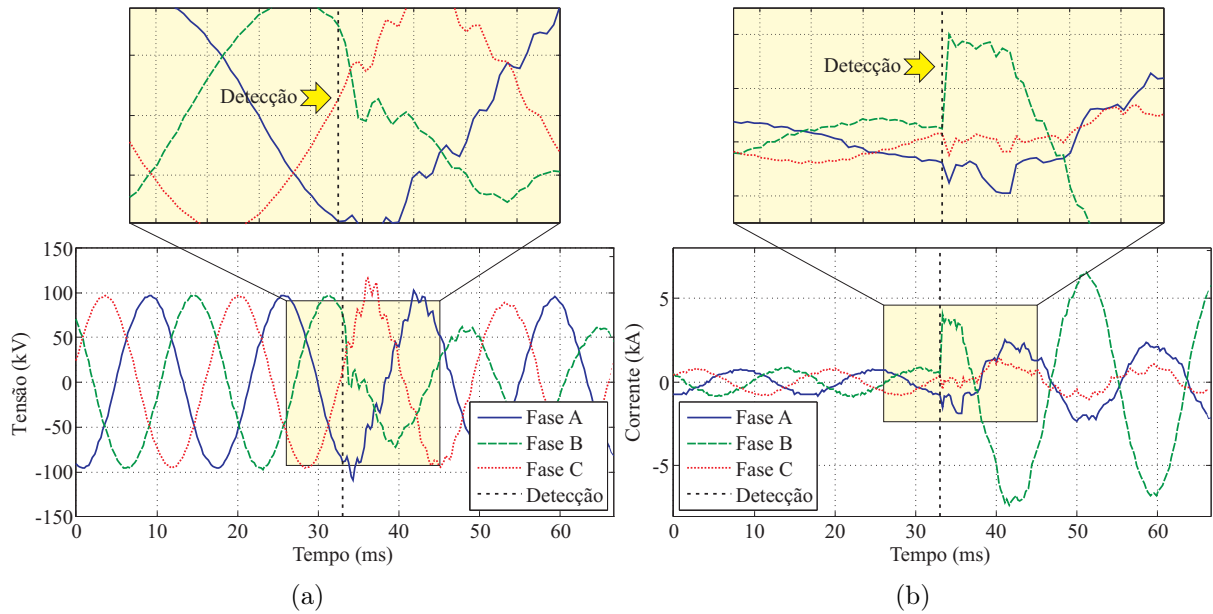 Detecção
Detecção
150
100
50
0
-50
-100
-150
Tensão (kV)
0 10 20 30 40 50 60
Tempo (ms)
Fase A
Fase B
Fase C
Detecção
(a)
5
0
-5
Corrente (kA)
0 10 20 30 40 50 60
Tempo (ms)
Fase A
Fase B
Fase C
Detecção
(b)